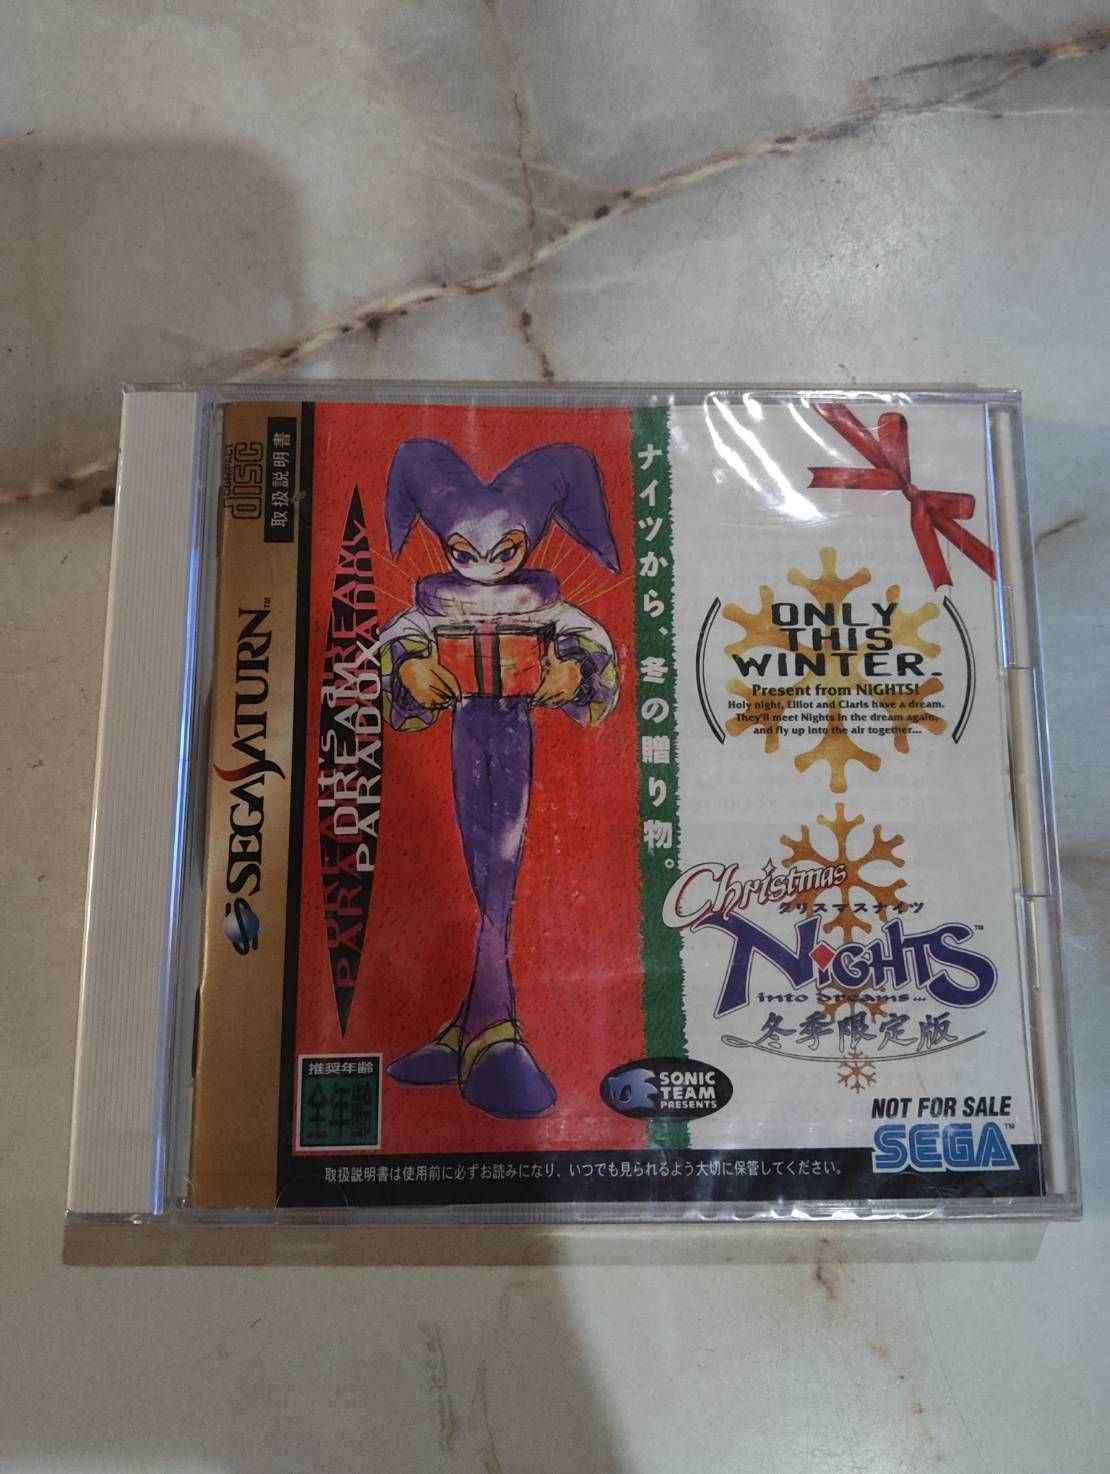 COMPACT
disc
取扱説明書
SEGA SATURN™
It's a DREAM
PARADOX
ナイツから、冬の贈り物。
ONLY
THIS
WINTER.
Present from NiGHTS!
Holy night, Elliot and Claris have a dream.
They'll meet Nights in the dream again,
and fly up into the air together...
Christmas
クリスマスナイツ
NiGHTS™
into dreams...
冬季限定版
推奨年齢
全年齢
SONIC
TEAM
PRESENTS
NOT FOR SALE
SEGA™
取扱説明書は使用前に必ずお読みになり、いつでも見られるよう大切に保管してください。